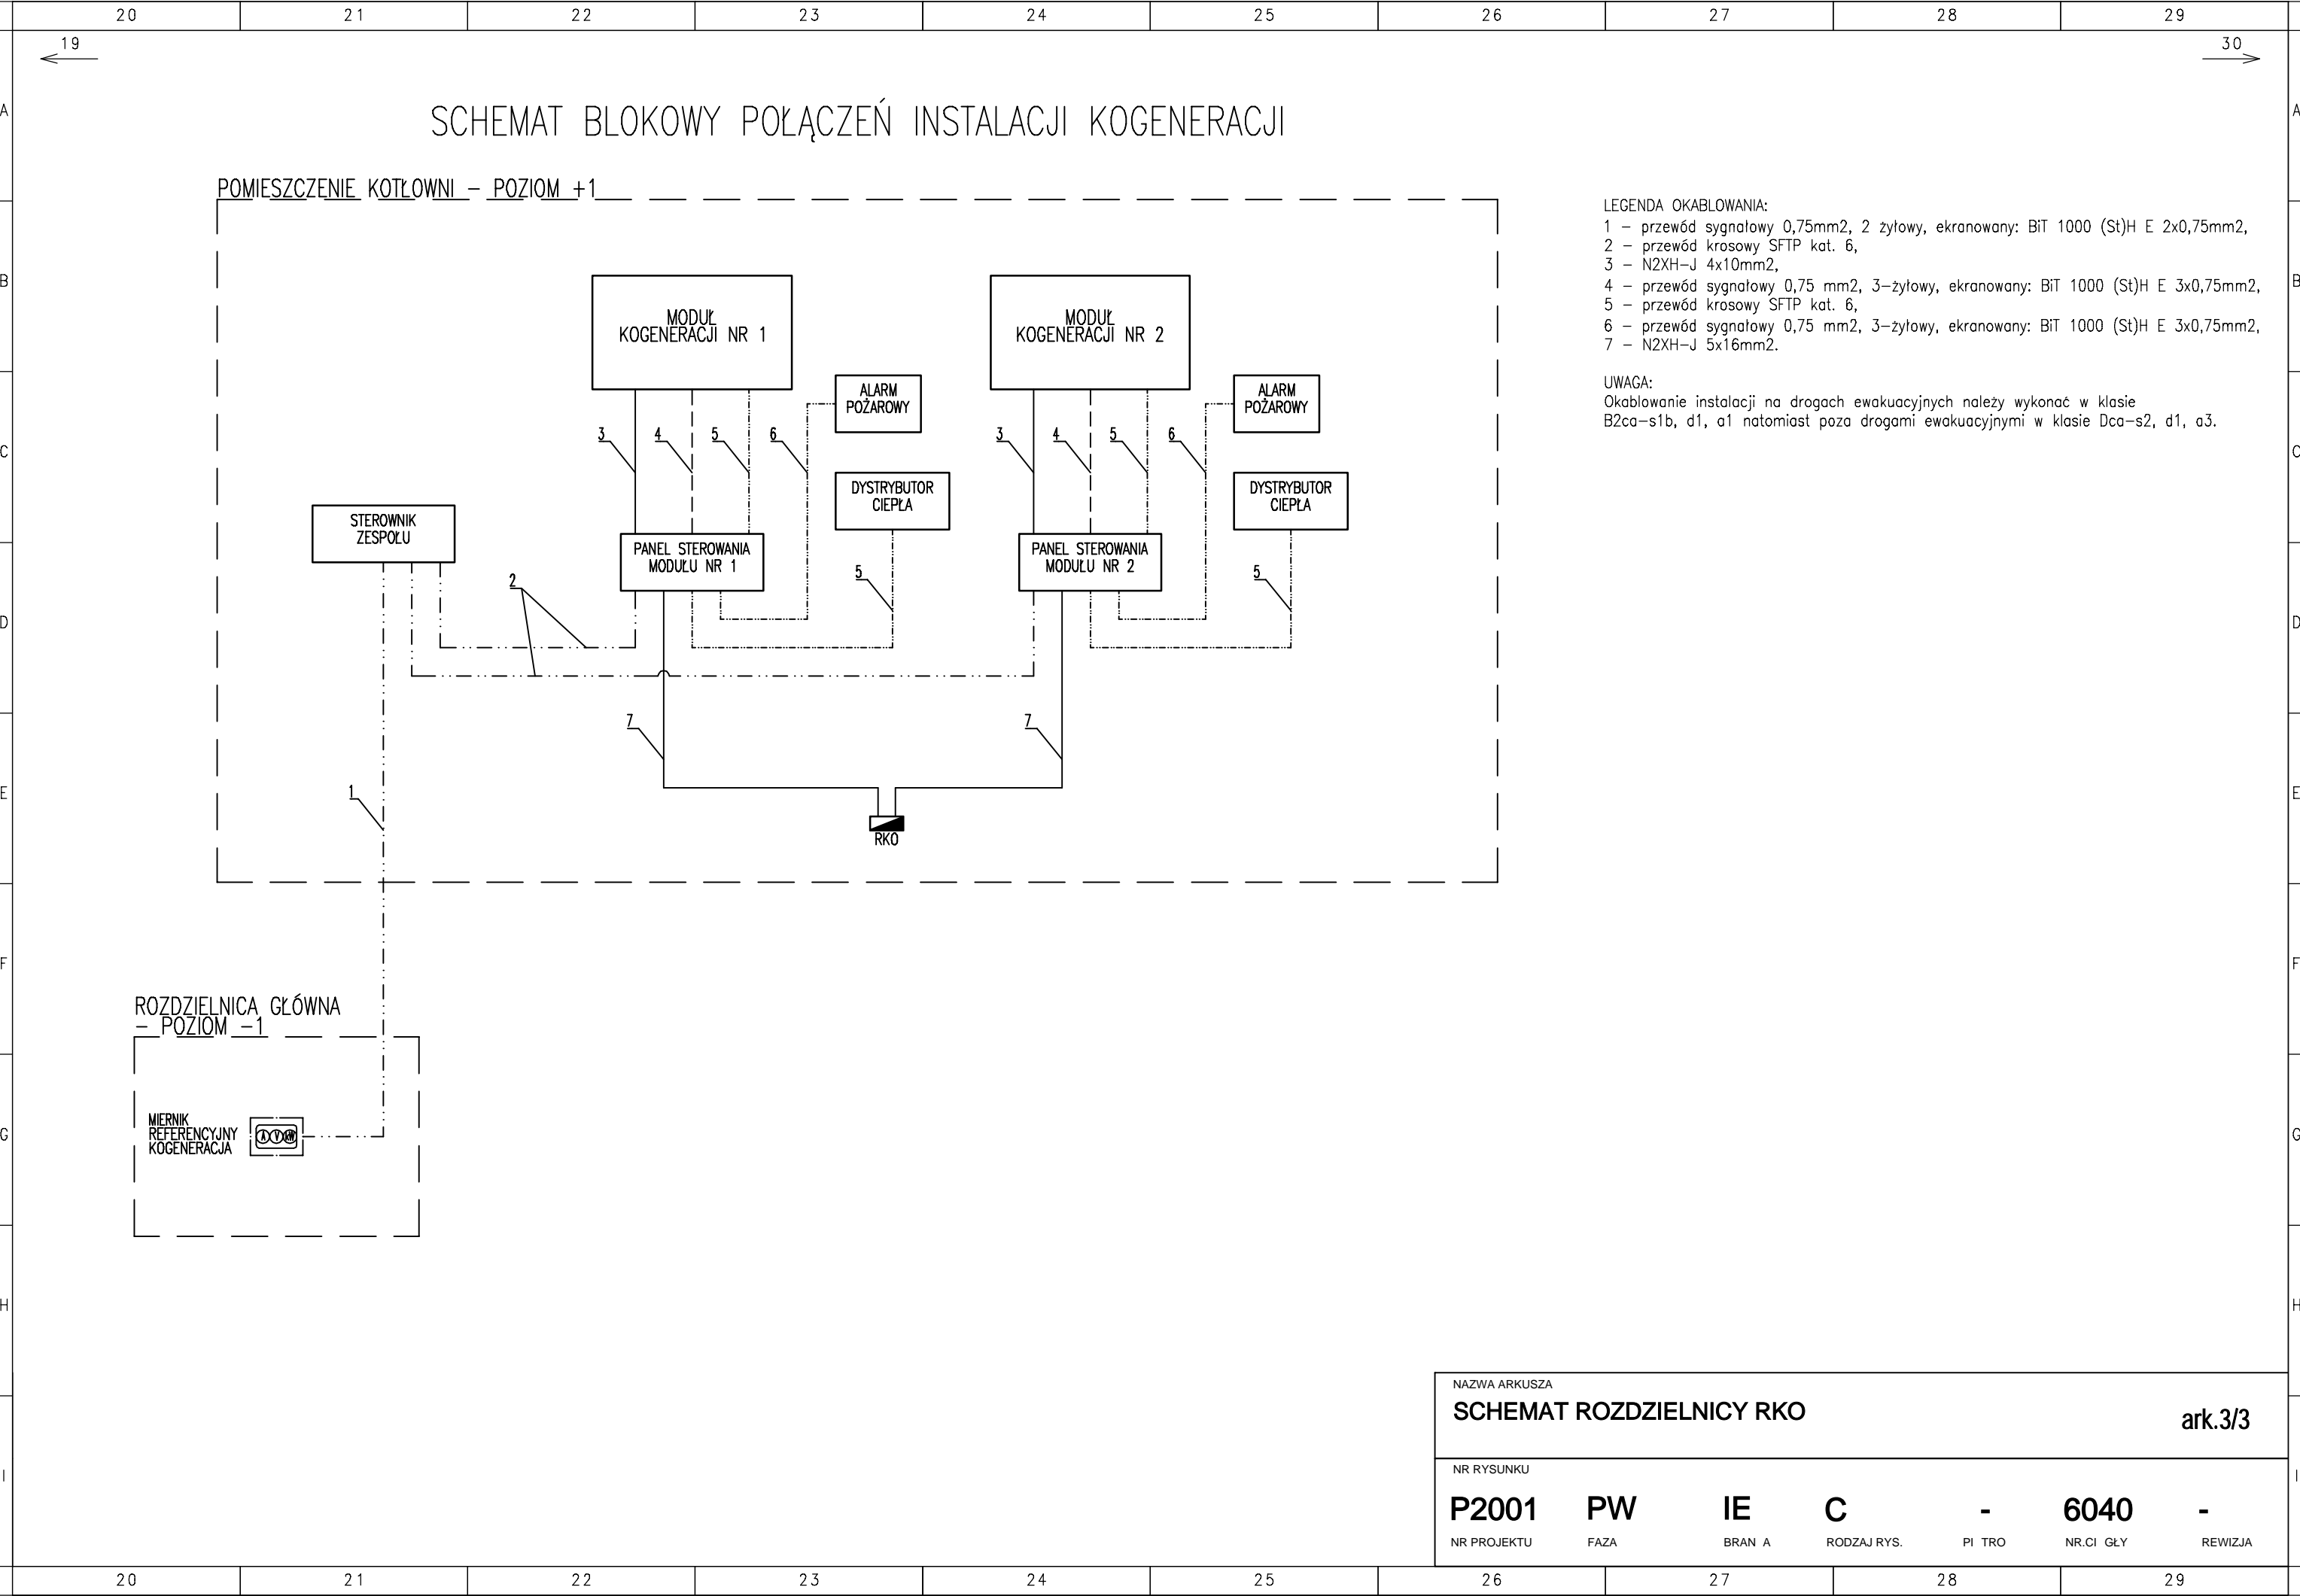 20 21 22 23 24 25 26 27 28 29
19
30
A
A
SCHEMAT BLOKOWY POŁĄCZEŃ INSTALACJI KOGENERACJI
POMIESZCZENIE KOTŁOWNI – POZIOM +1
LEGENDA OKABLOWANIA:
1 – przewód sygnałowy 0,75mm2, 2 żyłowy, ekranowany: BiT 1000 (St)H E 2x0,75mm2,
2 – przewód krosowy SFTP kat. 6,
3 – N2XH–J 4x10mm2,
4 – przewód sygnałowy 0,75 mm2, 3–żyłowy, ekranowany: BiT 1000 (St)H E 3x0,75mm2,
5 – przewód krosowy SFTP kat. 6,
6 – przewód sygnałowy 0,75 mm2, 3–żyłowy, ekranowany: BiT 1000 (St)H E 3x0,75mm2,
7 – N2XH–J 5x16mm2.
UWAGA:
Okablowanie instalacji na drogach ewakuacyjnych należy wykonać w klasie
B2ca–s1b, d1, a1 natomiast poza drogami ewakuacyjnymi w klasie Dca–s2, d1, a3.
B
B
MODUŁ
KOGENERACJI NR 1
MODUŁ
KOGENERACJI NR 2
ALARM
POŻAROWY
ALARM
POŻAROWY
C
C
3 4 5 6
3 4 5 6
DYSTRYBUTOR
CIEPŁA
DYSTRYBUTOR
CIEPŁA
STEROWNIK
ZESPOŁU
PANEL STEROWANIA
MODUŁU NR 1
PANEL STEROWANIA
MODUŁU NR 2
2
5
5
D
D
7
7
E
E
1
RKO
F
F
ROZDZIELNICA GŁÓWNA
– POZIOM –1
G
G
MIERNIK
REFERENCYJNY
KOGENERACJA
A V kW
H
H
NAZWA ARKUSZA
SCHEMAT ROZDZIELNICY RKO
ark.3/3
I
I
NR RYSUNKU
P2001 PW IE C - 6040 -
NR PROJEKTU FAZA BRAN A RODZAJ RYS. PI TRO NR.CI GŁY REWIZJA
20 21 22 23 24 25 26 27 28 29